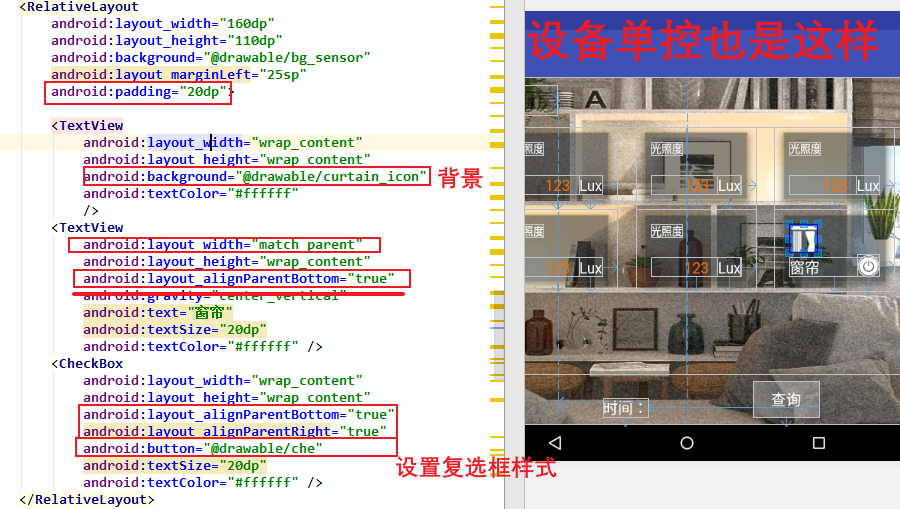 <RelativeLayout
android:layout_width="160dp"
android:layout_height="110dp"
android:background="@drawable/bg_sensor"
android:layout_marginLeft="25sp"
android:padding="20dp">
<TextView
android:layout_width="wrap_content"
android:layout_height="wrap_content"
android:background="@drawable/curtain_icon"
背景
android:textColor="#ffffff"
/>
<TextView
android:layout_width="match_parent"
android:layout_height="wrap_content"
android:layout_alignParentBottom="true"
android:gravity="center_vertical"
android:text="窗帘"
android:textSize="20dp"
android:textColor="#ffffff" />
<CheckBox
android:layout_width="wrap_content"
android:layout_height="wrap_content"
android:layout_alignParentBottom="true"
android:layout_alignParentRight="true"
android:button="@drawable/che"
android:textSize="20dp"
设置复选框样式
android:textColor="#ffffff" />
</RelativeLayout>
设备单控也是这样
A
照度
光照度
光照度
123 Lux
123 Lux
123 Lux
照度
光照度
123 Lux
123 Lux
窗帘
时间：
查询